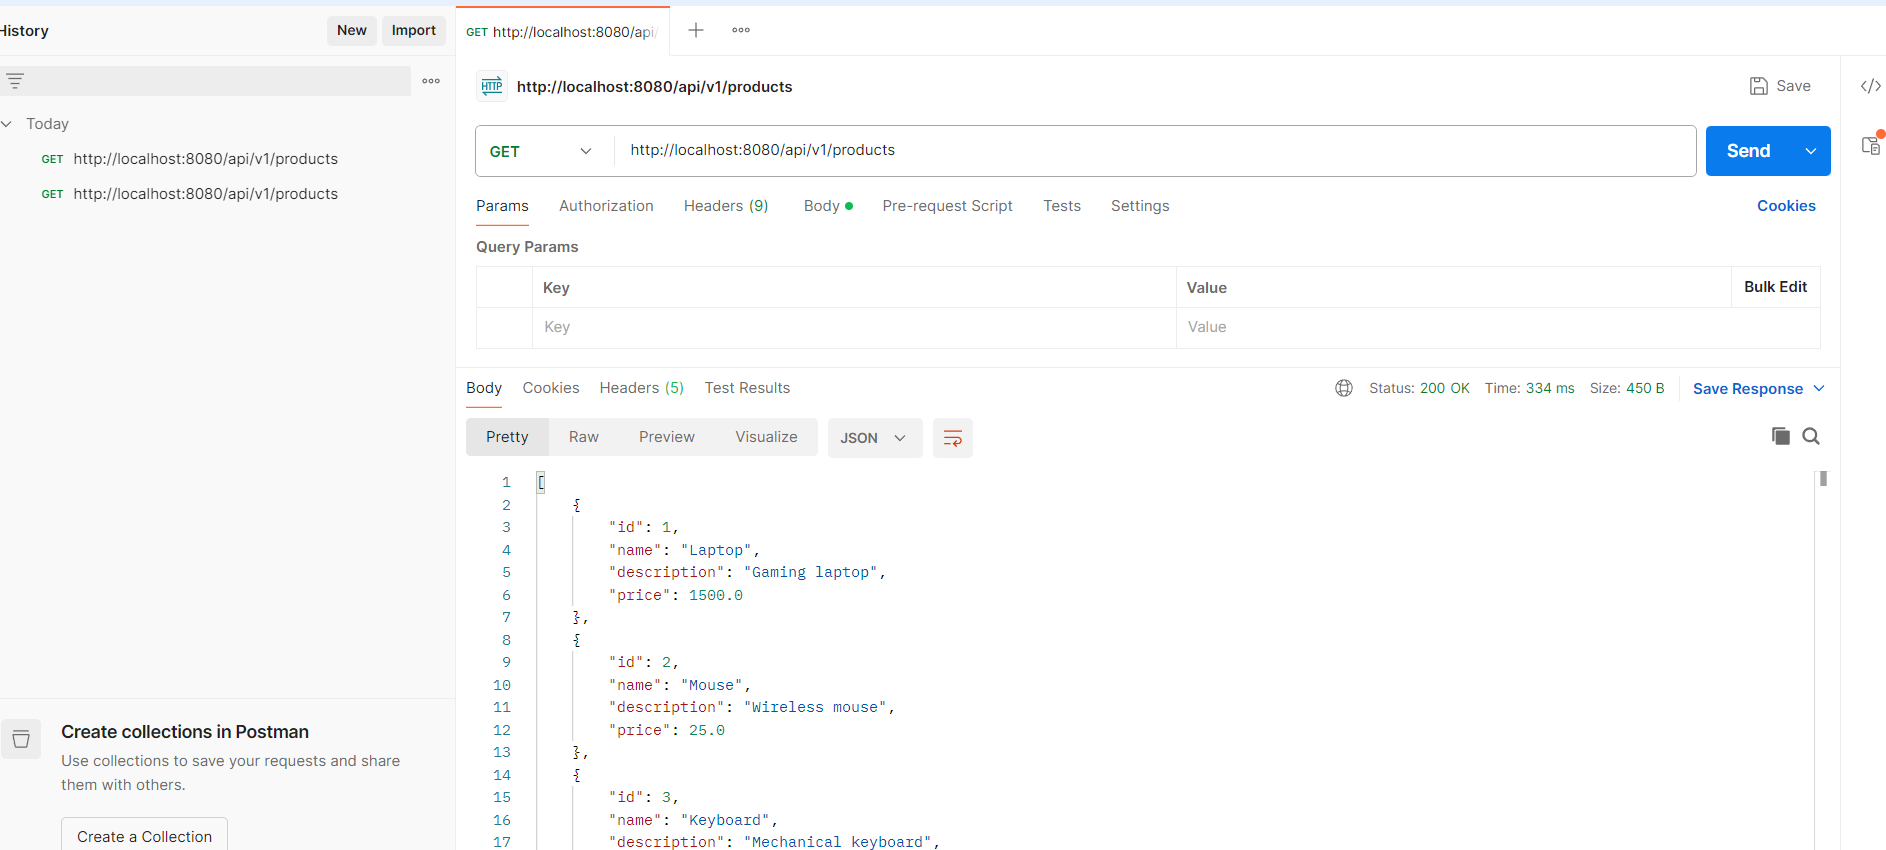 History
New
Import
GET http://localhost:8080/api/
HTTP http://localhost:8080/api/v1/products
Save
Today
GET http://localhost:8080/api/v1/products
GET http://localhost:8080/api/v1/products
GET
http://localhost:8080/api/v1/products
Send
Params Authorization Headers (9) Body Pre-request Script Tests Settings
Cookies
Query Params
Key Value Bulk Edit
Key Value
Body Cookies Headers (5) Test Results
Status: 200 OK Time: 334 ms Size: 450 B
Save Response
Pretty Raw Preview Visualize JSON
1 [
2 {
3 "id": 1,
4 "name": "Laptop",
5 "description": "Gaming laptop",
6 "price": 1500.0
7 },
8 {
9 "id": 2,
10 "name": "Mouse",
11 "description": "Wireless mouse",
12 "price": 25.0
13 },
14 {
15 "id": 3,
16 "name": "Keyboard",
17 "description": "Mechanical keyboard",
Create collections in Postman
Use collections to save your requests and share
them with others.
Create a Collection